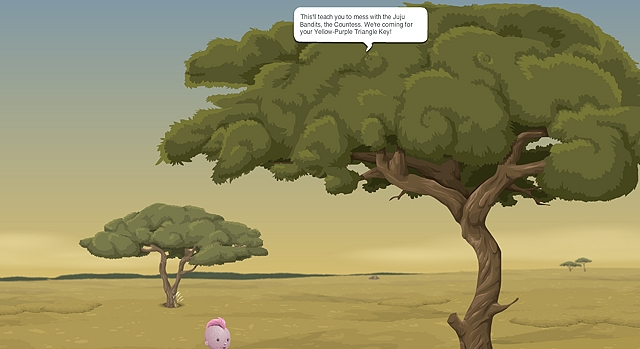 This'll teach you to mess with the Juju
Bandits, the Countess. We're coming for
your Yellow-Purple Triangle Key!